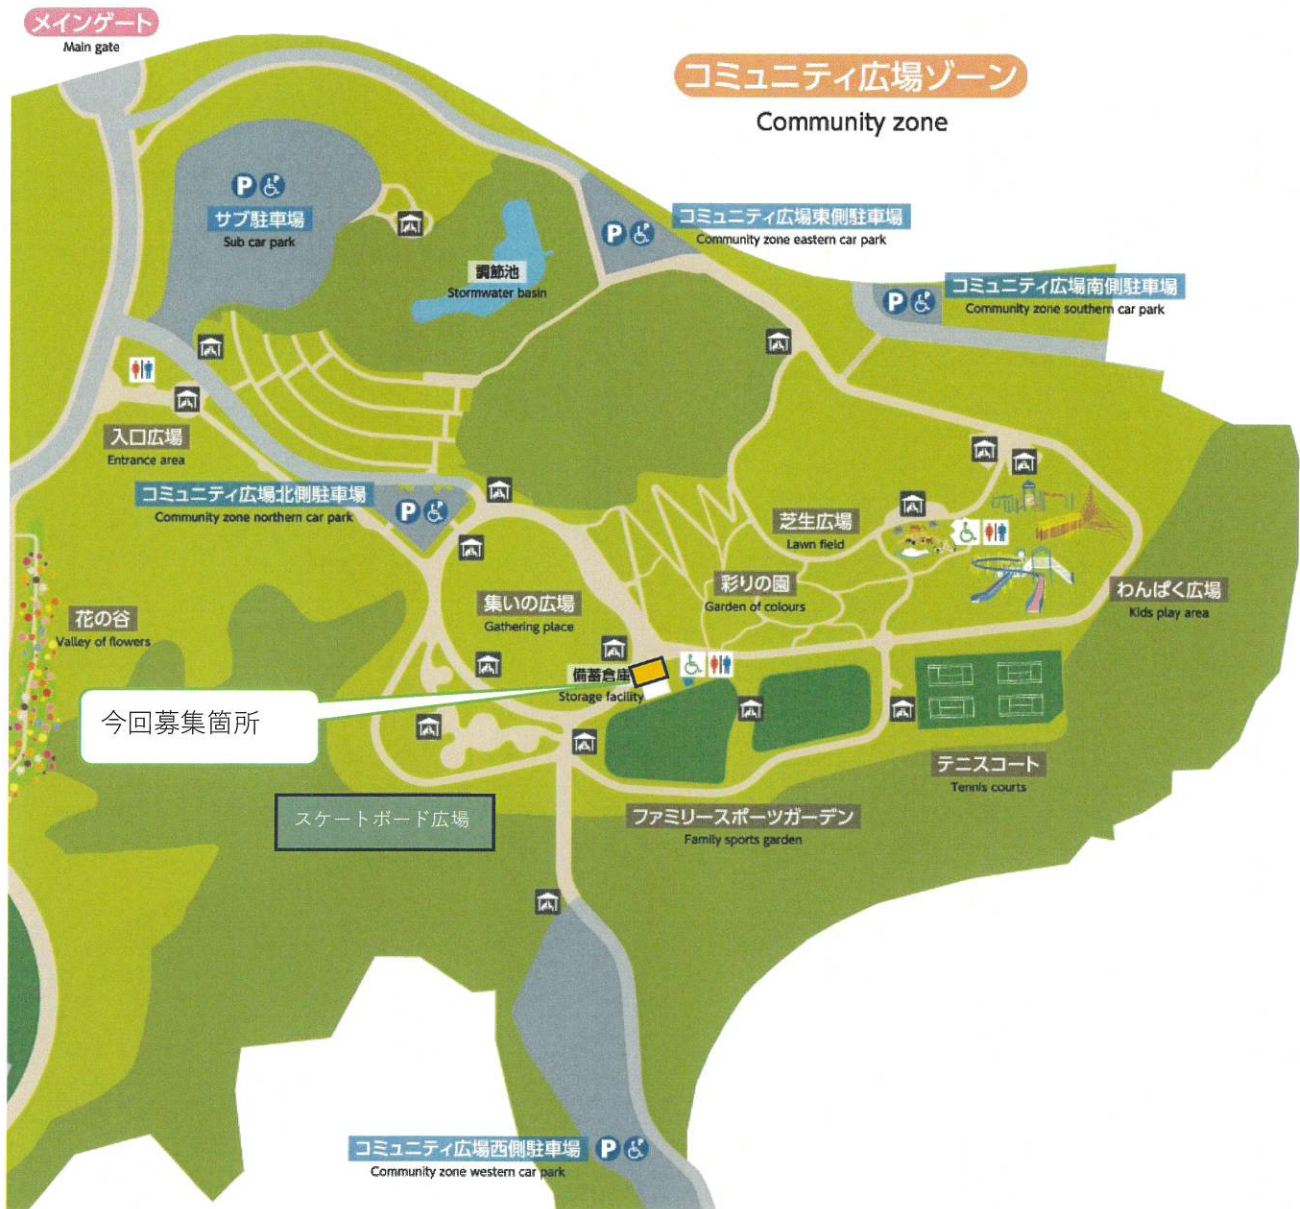 メインゲート
Main gate
コミュニティ広場ゾーン
Community zone
P
サブ駐車場
Sub car park
P
コミュニティ広場東側駐車場
Community zone eastern car park
調節池
Stormwater basin
P
コミュニティ広場南側駐車場
Community zone southern car park
入口広場
Entrance area
コミュニティ広場北側駐車場
Community zone northern car park
P
芝生広場
Lawn field
彩りの園
Garden of colours
わんぱく広場
Kids play area
集いの広場
Gathering place
花の谷
Valley of flowers
備蓄倉庫
Storage facility
今回募集箇所
テニスコート
Tennis courts
スケートボード広場
ファミリースポーツガーデン
Family sports garden
コミュニティ広場西側駐車場
P
Community zone western car park